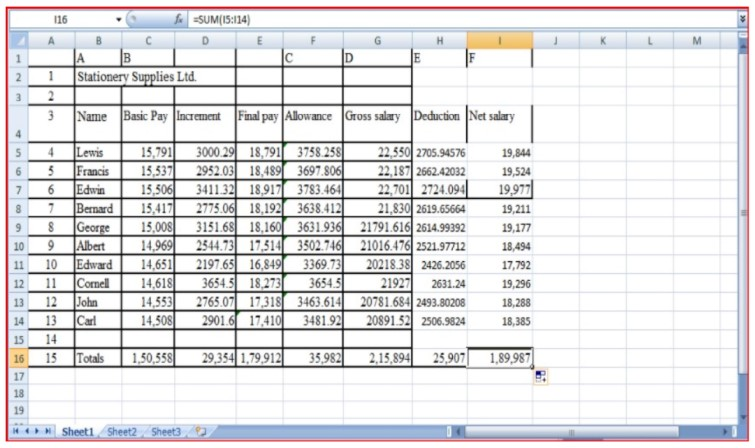 I16 fx =SUM(I5:I14)
A B C D E F G H I J K L M
1 A B C D E F
2 1 Stationery Supplies Ltd.
3 2
4 3 Name Basic Pay Increment Final pay Allowance Gross salary Deduction Net salary
5 4 Lewis 15,791 3000.29 18,791 3758.258 22,550 2705.94576 19,844
6 5 Francis 15,537 2952.03 18,489 3697.806 22,187 2662.42032 19,524
7 6 Edwin 15,506 3411.32 18,917 3783.464 22,701 2724.094 19,977
8 7 Bernard 15,417 2775.06 18,192 3638.412 21,830 2619.65664 19,211
9 8 George 15,008 3151.68 18,160 3631.936 21791.616 2614.99392 19,177
10 9 Albert 14,969 2544.73 17,514 3502.746 21016.476 2521.97712 18,494
11 10 Edward 14,651 2197.65 16,849 3369.73 20218.38 2426.2056 17,792
12 11 Cornell 14,618 3654.5 18,273 3654.5 21927 2631.24 19,296
13 12 John 14,553 2765.07 17,318 3463.614 20781.684 2493.80208 18,288
14 13 Carl 14,508 2901.6 17,410 3481.92 20891.52 2506.9824 18,385
15 14
16 15 Totals 1,50,558 29,354 1,79,912 35,982 2,15,894 25,907 1,89,987
17
18
19
Sheet1 Sheet2 Sheet3